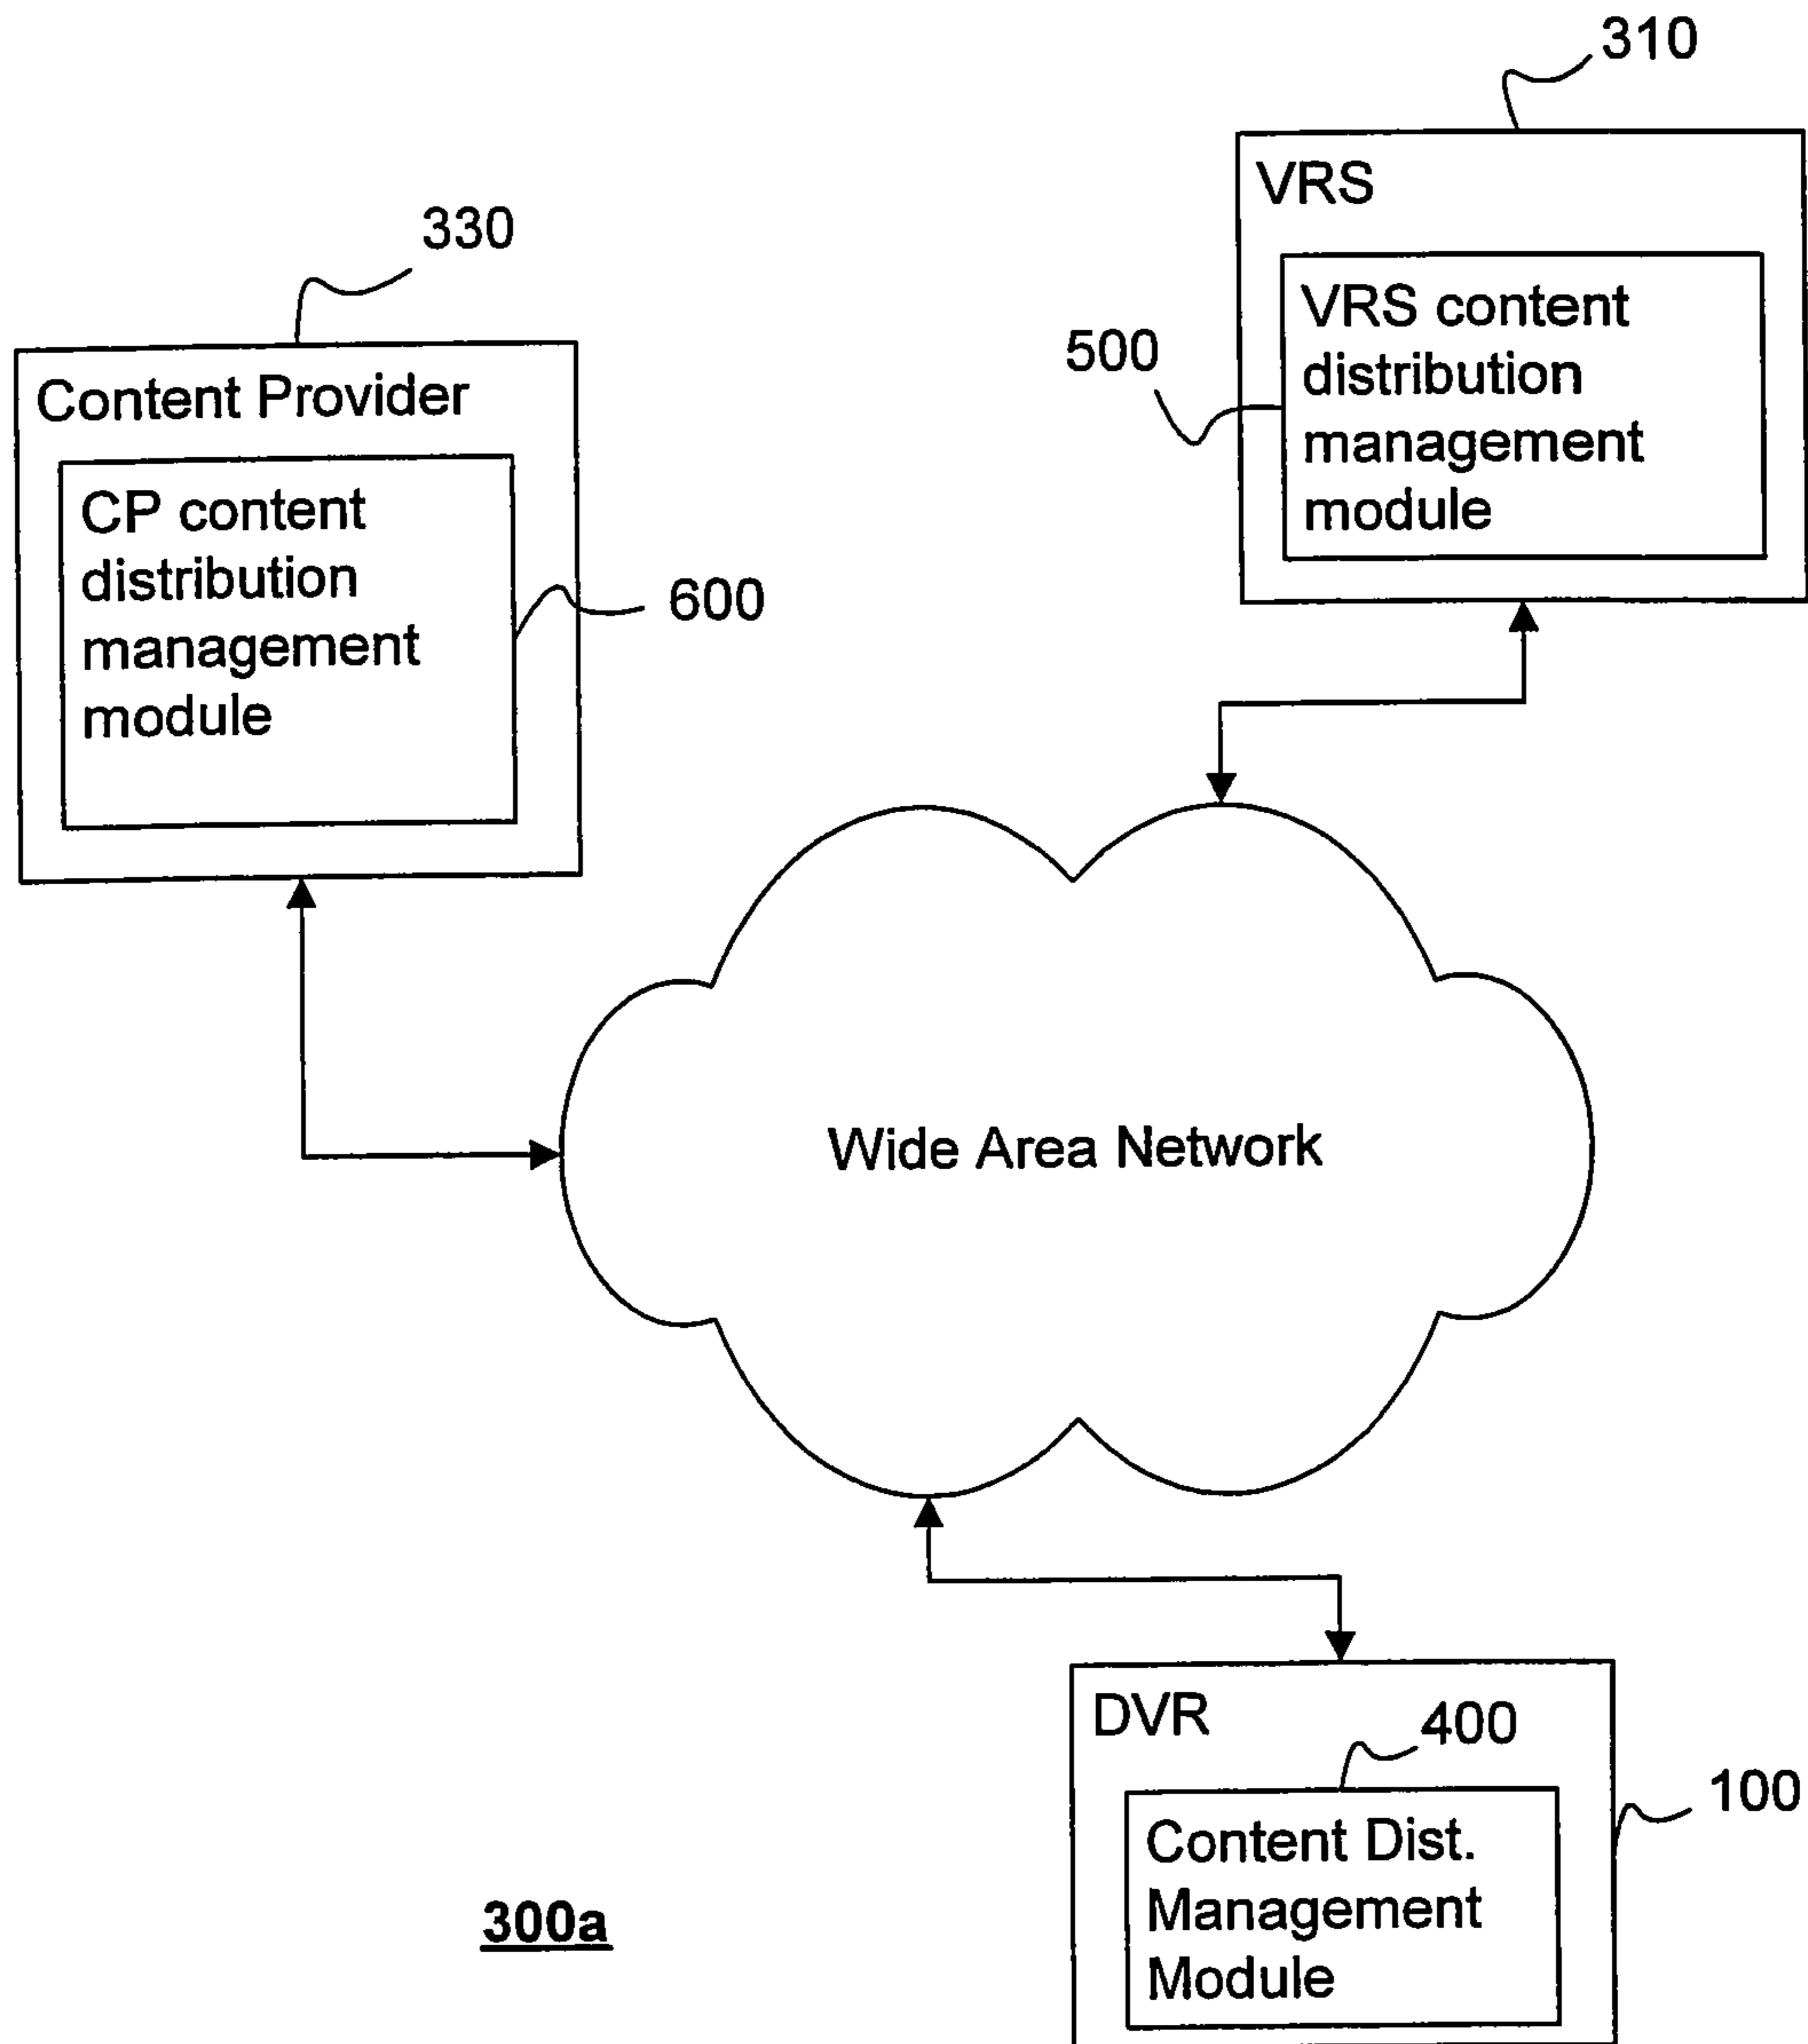 310
VRS
VRS content
distribution
management
module
500
330
Content Provider
CP content
distribution
management
module
600
Wide Area Network
DVR
400
Content Dist.
Management
Module
100
300a